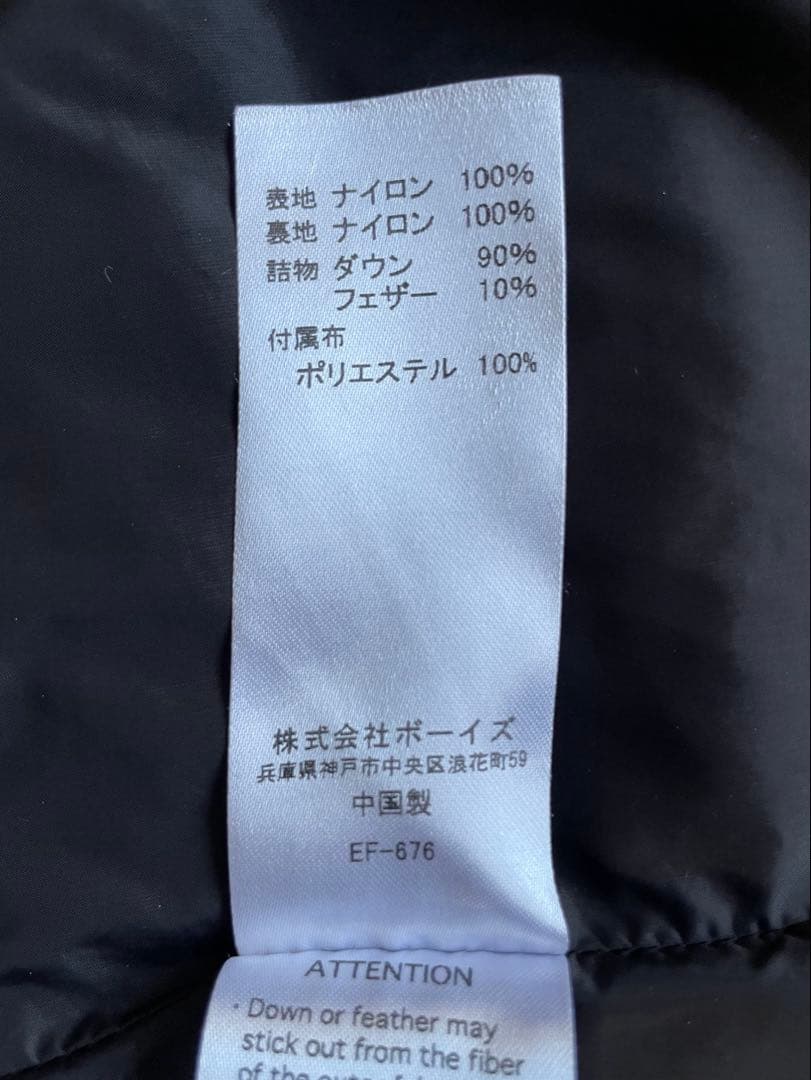 表地 ナイロン 100%
裏地 ナイロン 100%
詰物 ダウン 90%
フェザー 10%
付属布
ポリエステル 100%
株式会社ボーイズ
兵庫県神戸市中央区浪花町59
中国製
EF-676
ATTENTION
・Down or feather may
stick out from the fiber
of the